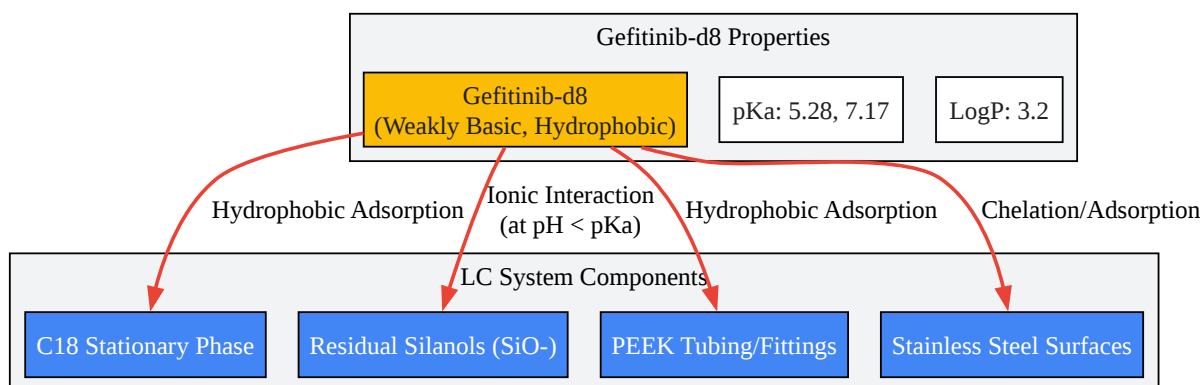 Gefitinib-d8 Properties
Gefitinib-d8
(Weakly Basic, Hydrophobic)
pKa: 5.28, 7.17
LogP: 3.2
Hydrophobic Adsorption
Ionic Interaction
(at pH < pKa)
Hydrophobic Adsorption
Chelation/Adsorption
LC System Components
C18 Stationary Phase
Residual Silanols (SiO-)
PEEK Tubing/Fittings
Stainless Steel Surfaces